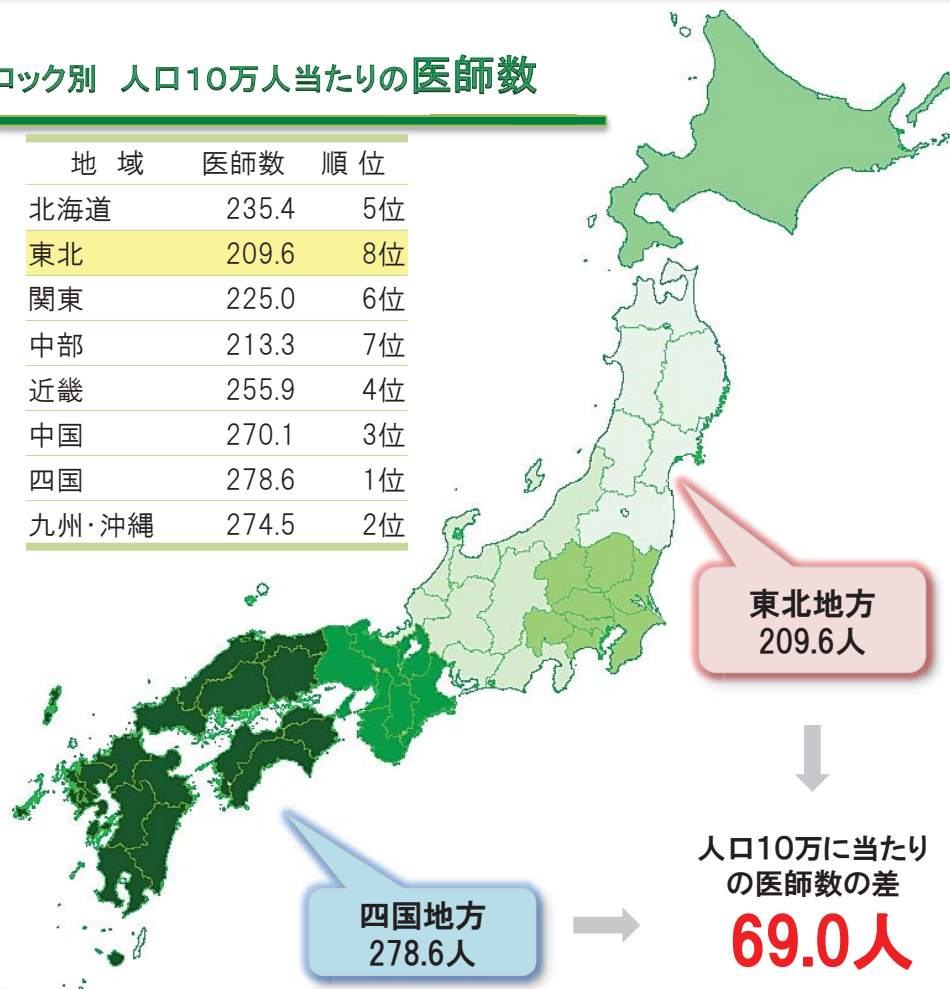 ロック別 人口10万人当たりの医師数
地 域 医師数 順 位
北海道 235.4 5位
東北 209.6 8位
関東 225.0 6位
中部 213.3 7位
近畿 255.9 4位
中国 270.1 3位
四国 278.6 1位
九州・沖縄 274.5 2位
東北地方
209.6人
人口10万に当たり
の医師数の差
69.0人
四国地方
278.6人